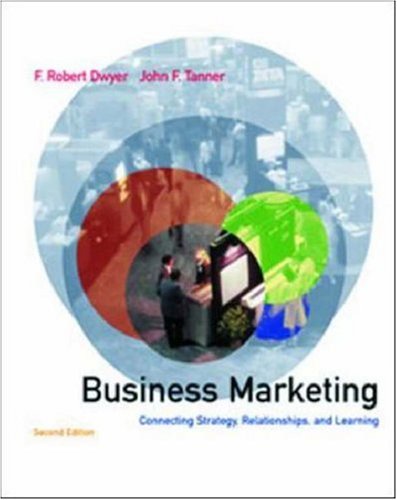 F. Robert Dwyer John F. Tanner
Business Marketing
Connecting Strategy, Relationships, and Learning
Second Edition